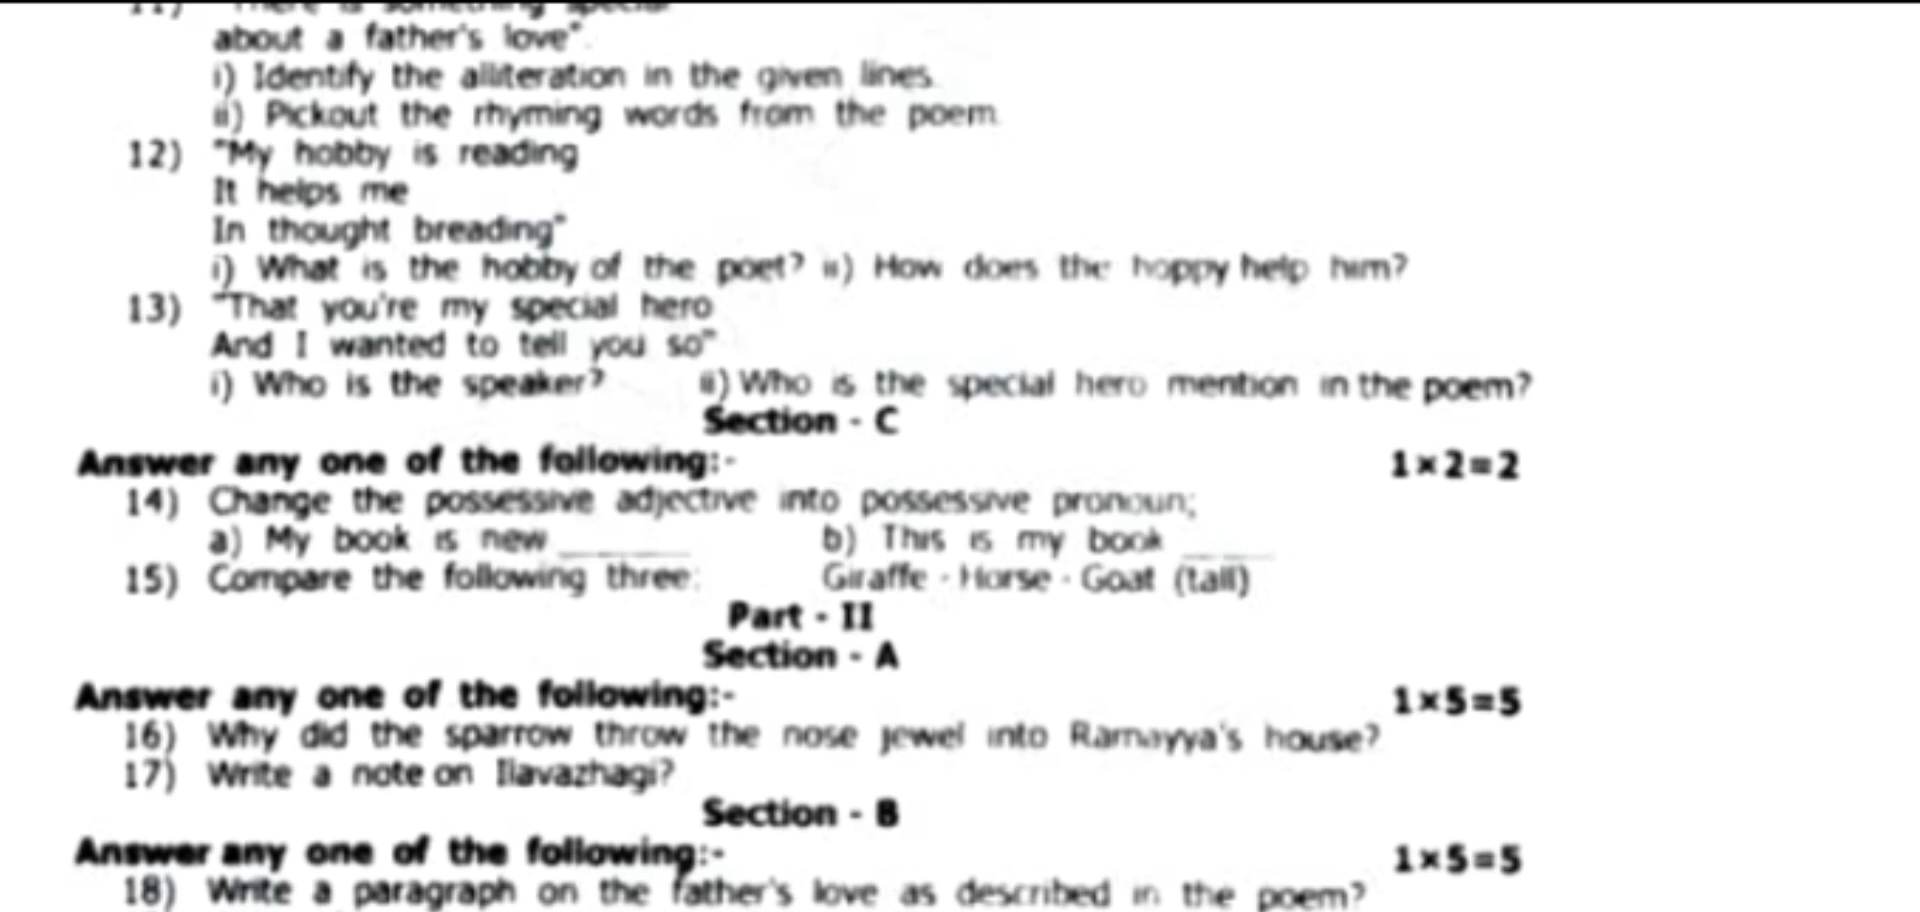 11) "There is something special
about a father's love".
i) Identify the alliteration in the given lines.
ii) Pickout the rhyming words from the poem.
12) "My hobby is reading
It helps me
In thought breading"
i) What is the hobby of the poet? ii) How does the hoppy help him?
13) "That you're my special hero
And I wanted to tell you so"
i) Who is the speaker? ii) Who is the special hero mention in the poem?
Section - C
Answer any one of the following:- 1×2=2
14) Change the possessive adjective into possessive pronoun;
a) My book is new ______ b) This is my book ____
15) Compare the following three: Giraffe - Horse - Goat (tall)
Part - II
Section - A
Answer any one of the following:- 1×5=5
16) Why did the sparrow throw the nose jewel into Ramayya's house?
17) Write a note on Ilavazhagi?
Section - B
Answer any one of the following:- 1×5=5
18) Write a paragraph on the father's love as described in the poem?